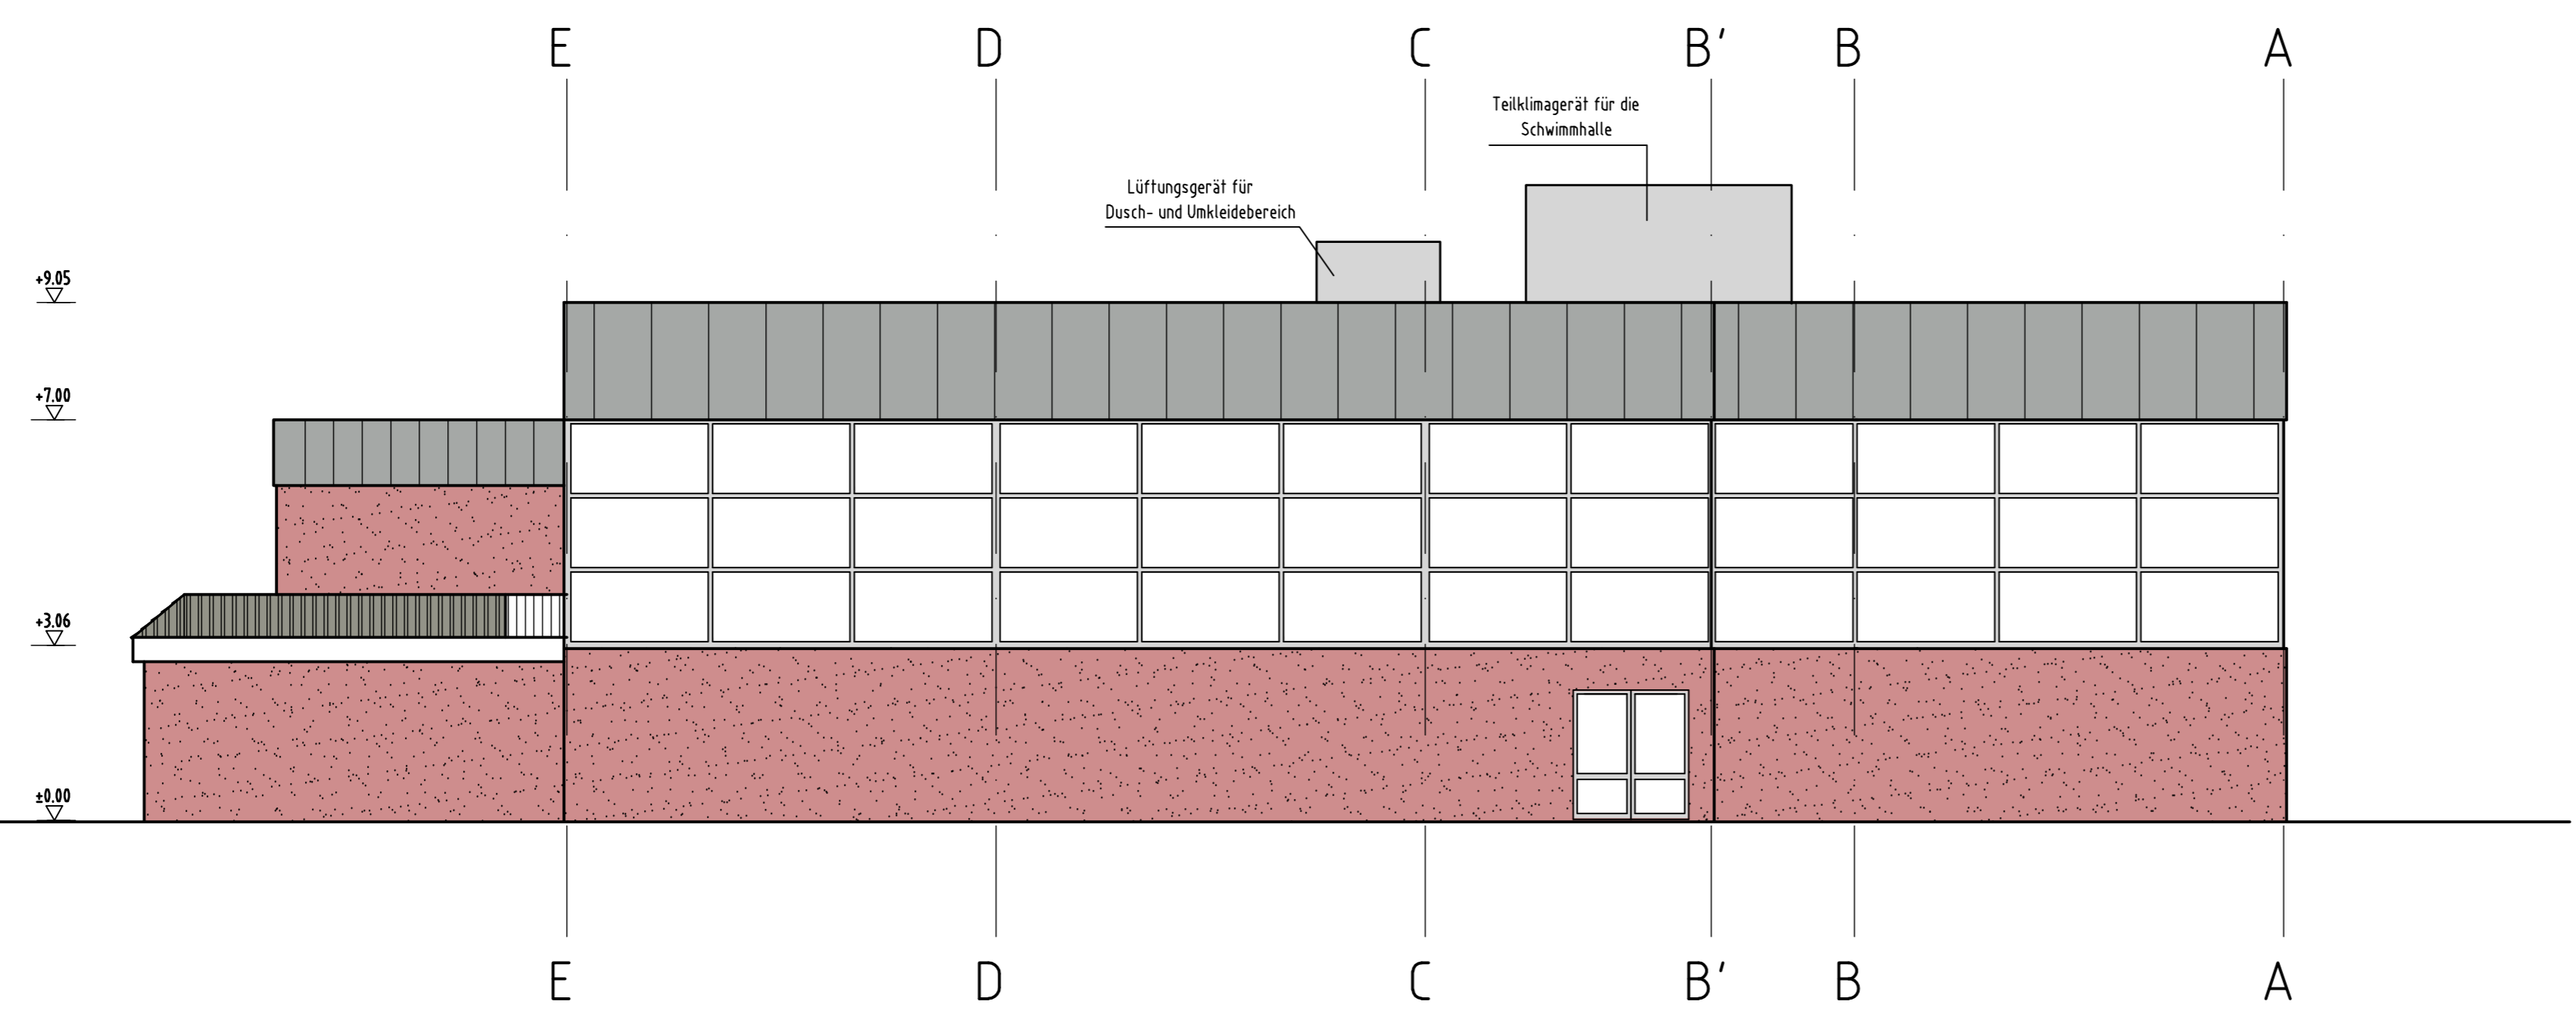 E D C B' B A
Teilklimagerät für die
Schwimmhalle
Lüftungsgerät für
Dusch- und Umkleidebereich
+9.05
+7.00
+3.06
±0.00
E D C B' B A